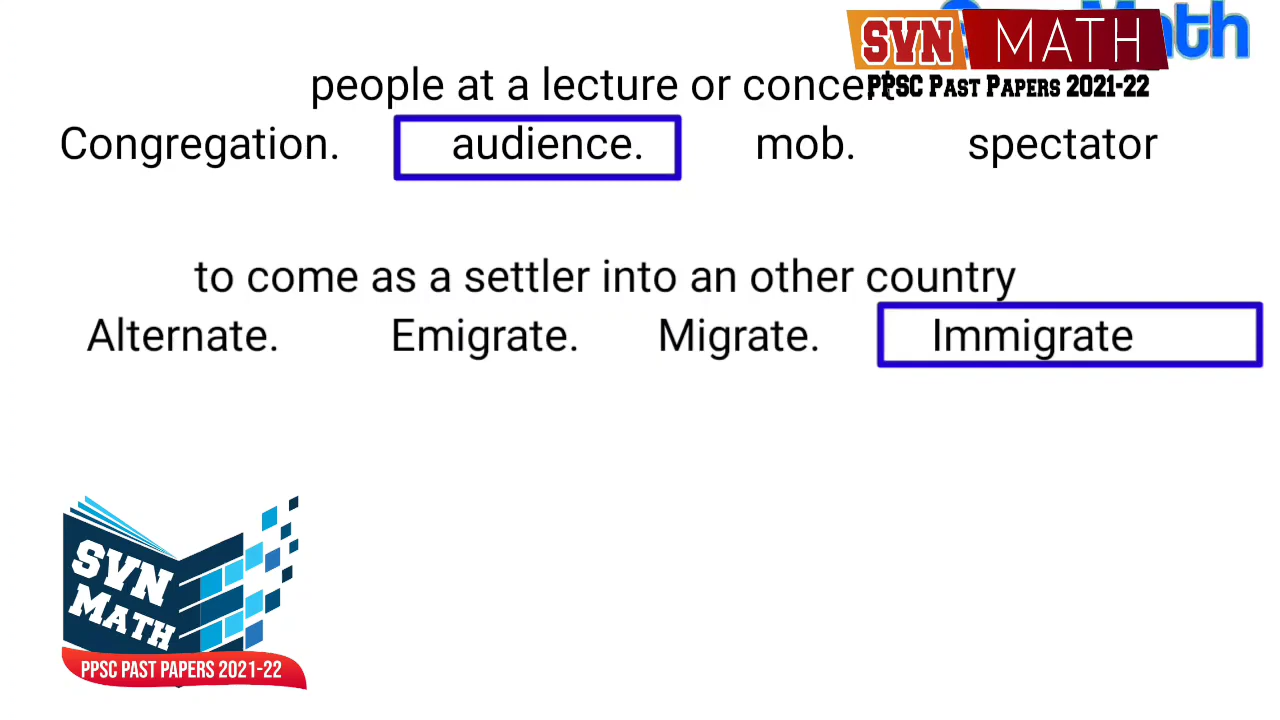 SVN MATH
PPSC PAST PAPERS 2021-22
people at a lecture or concert
Congregation. audience. mob. spectator
to come as a settler into an other country
Alternate. Emigrate. Migrate. Immigrate
SVN
MATH
PPSC PAST PAPERS 2021-22